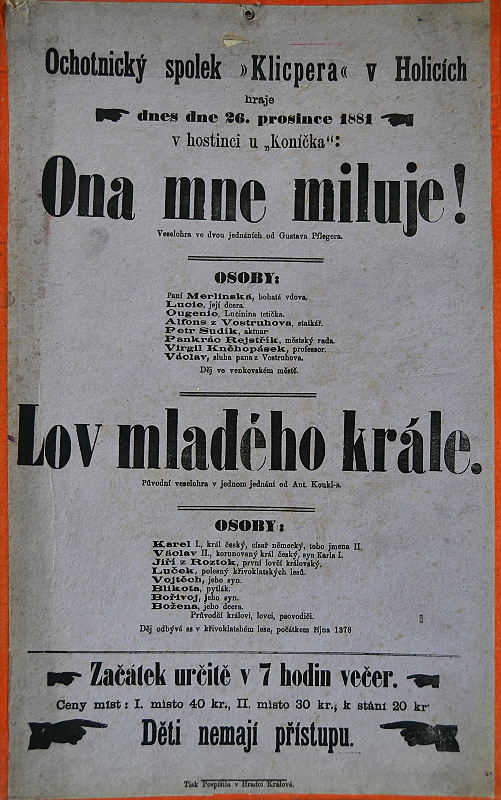 Ochotnický spolek »Klicpera« v Holicích
hraje
dnes dne 26. prosince 1881
v hostinci u „Koníčka“:
Ona mne miluje!
Veselohra ve dvou jednáních od Gustava Pflegera.
OSOBY:
Paní Merlinská, bohatá vdova.
Lucie, její dcera.
Ougenie, Lucinina tetička.
Alfons z Vostruhova, statkář.
Petr Sudík, aktuar
Pankrác Rejstřík, městský rada.
Virgil Kněhopásek, professor.
Václav, sluha pana z Vostruhova.
Děj ve venkovském městě.
Lov mladého krále.
Původní veselohra v jednom jednání od Ant. Koukl-a.
OSOBY:
Karel I., král český, císař německý, toho jmena II.
Václav II., korunovaný král český, syn Karla I.
Jiří z Roztok, první lovčí královský.
Luček, polesný křivoklatských lesů.
Vojtěch, jeho syn.
Blikota, pytlák.
Bořivoj, jeho syn.
Božena, jeho dcera.
Průvodčí královi, lovci, psovodiči.
Děj odbývá se v křivoklatském lese, počátkem října 1376
Začátek určitě v 7 hodin večer.
Ceny míst: I. místo 40 kr., II. místo 30 kr., k stání 20 kr
Děti nemají přístupu.
Tisk Pospíšila v Hradci Králové.